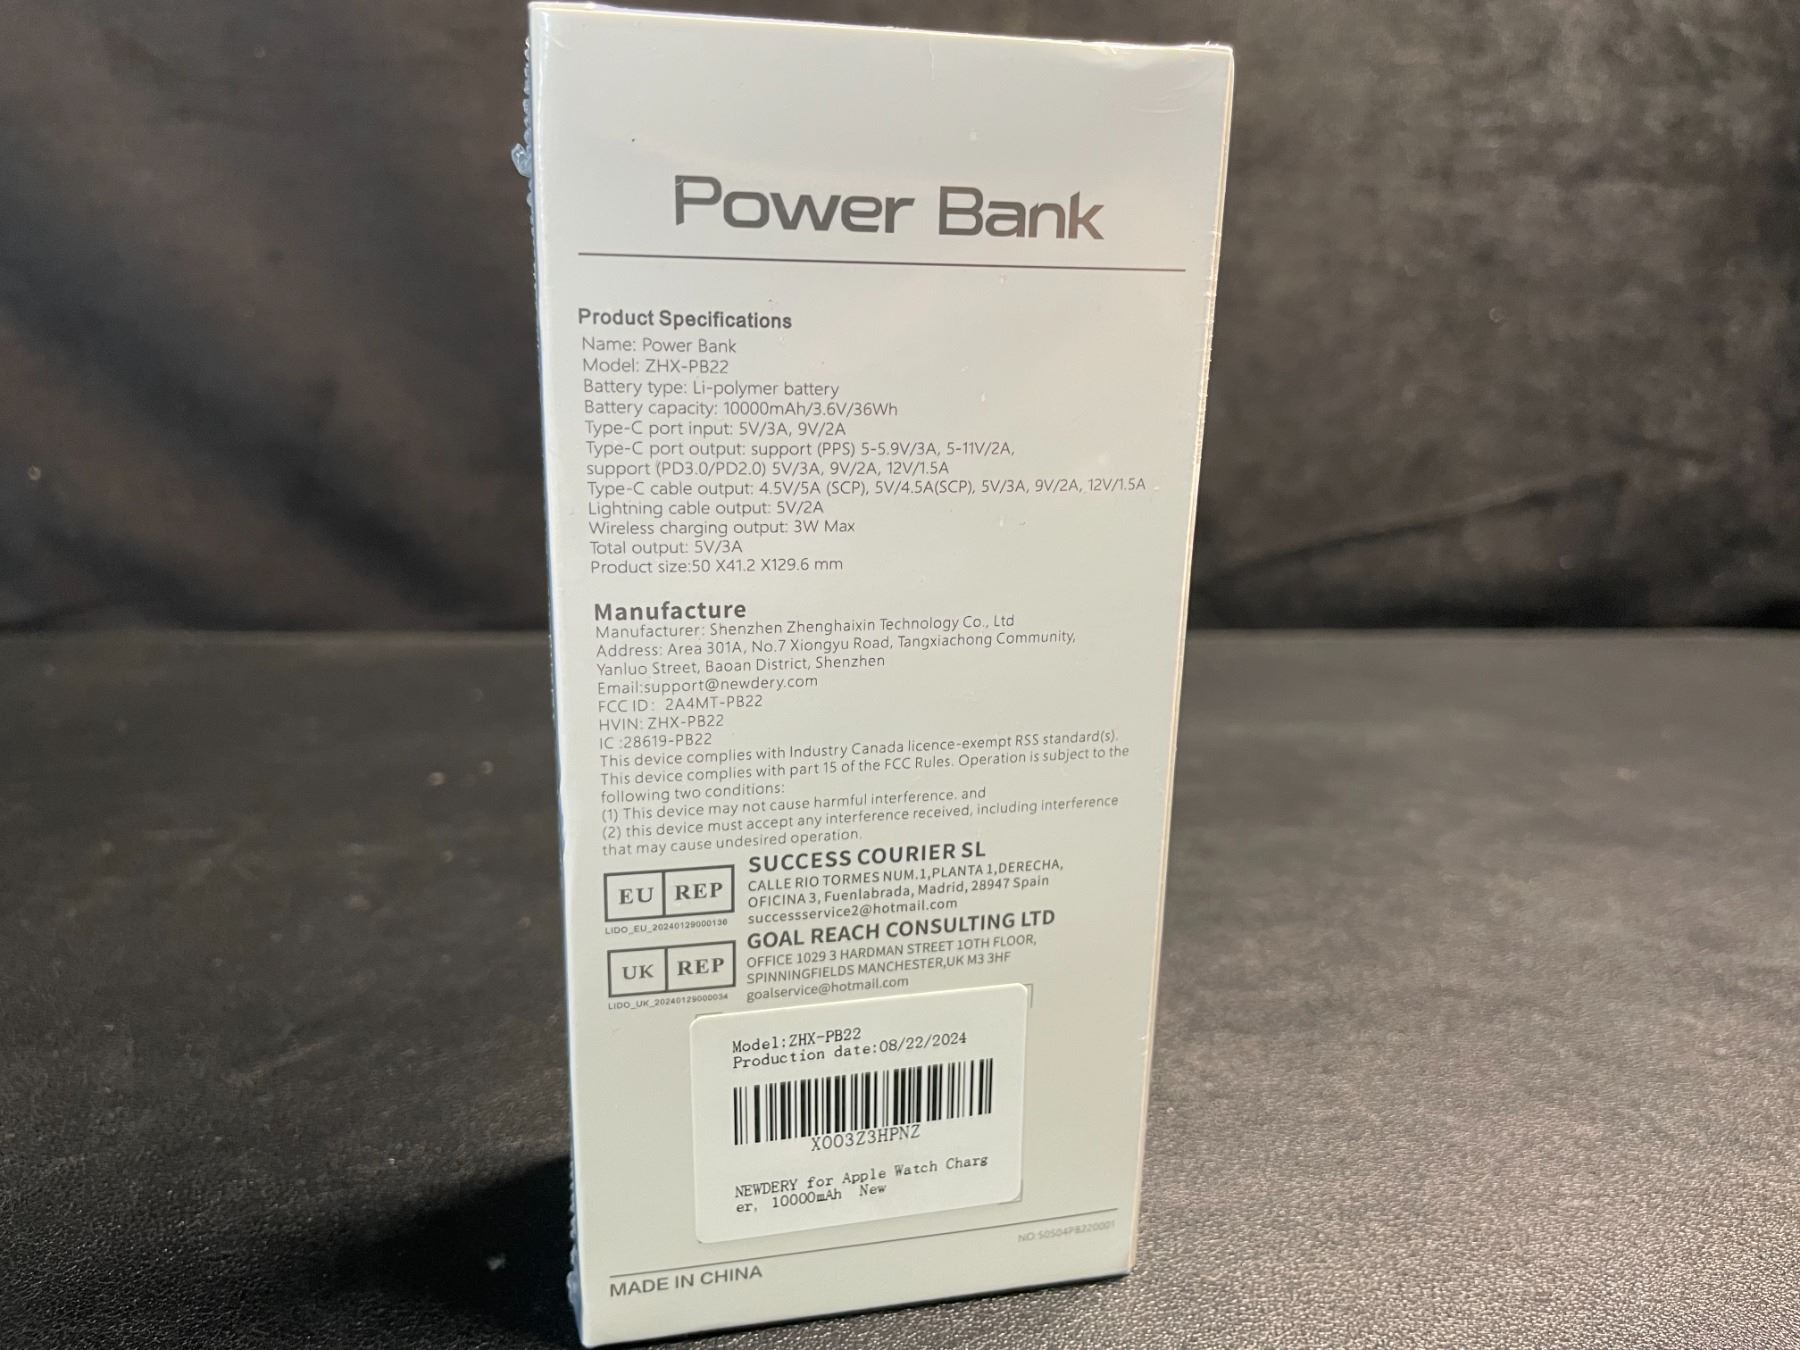 Power Bank
Product Specifications
Name: Power Bank
Model: ZHX-PB22
Battery type: Li-polymer battery
Battery capacity: 10000mAh/3.6V/36Wh
Type-C port input: 5V/3A, 9V/2A
Type-C port output: support (PPS) 5-5.9V/3A, 5-11V/2A,
support (PD3.0/PD2.0) 5V/3A, 9V/2A, 12V/1.5A
Type-C cable output: 4.5V/5A (SCP), 5V/4.5A(SCP), 5V/3A, 9V/2A, 12V/1.5A
Lightning cable output: 5V/2A
Wireless charging output: 3W Max
Total output: 5V/3A
Product size:50 X41.2 X129.6 mm
Manufacture
Manufacturer: Shenzhen Zhenghaixin Technology Co., Ltd
Address: Area 301A, No.7 Xiongyu Road, Tangxiachong Community,
Yanluo Street, Baoan District, Shenzhen
Email:support@newdery.com
FCC ID: 2A4MT-PB22
HVIN: ZHX-PB22
IC :28619-PB22
This device complies with Industry Canada licence-exempt RSS standard(s).
This device complies with part 15 of the FCC Rules. Operation is subject to the
following two conditions:
(1) This device may not cause harmful interference. and
(2) this device must accept any interference received, including interference
that may cause undesired operation.
EU REP
LIDO_EU_20240129000130
SUCCESS COURIER SL
CALLE RIO TORMES NUM.1,PLANTA 1,DERECHA,
OFICINA 3, Fuenlabrada, Madrid, 28947 Spain
successservice2@hotmail.com
UK REP
LIDO_UK_20240129000034
GOAL REACH CONSULTING LTD
OFFICE 1029 3 HARDMAN STREET 10TH FLOOR,
SPINNINGFIELDS MANCHESTER,UK M3 3HF
goalservice@hotmail.com
Model:ZHX-PB22
Production date:08/22/2024
X003Z3HPNZ
NEWDERY for Apple Watch Charg
er, 10000mAh New
NO:S0504PB220001
MADE IN CHINA